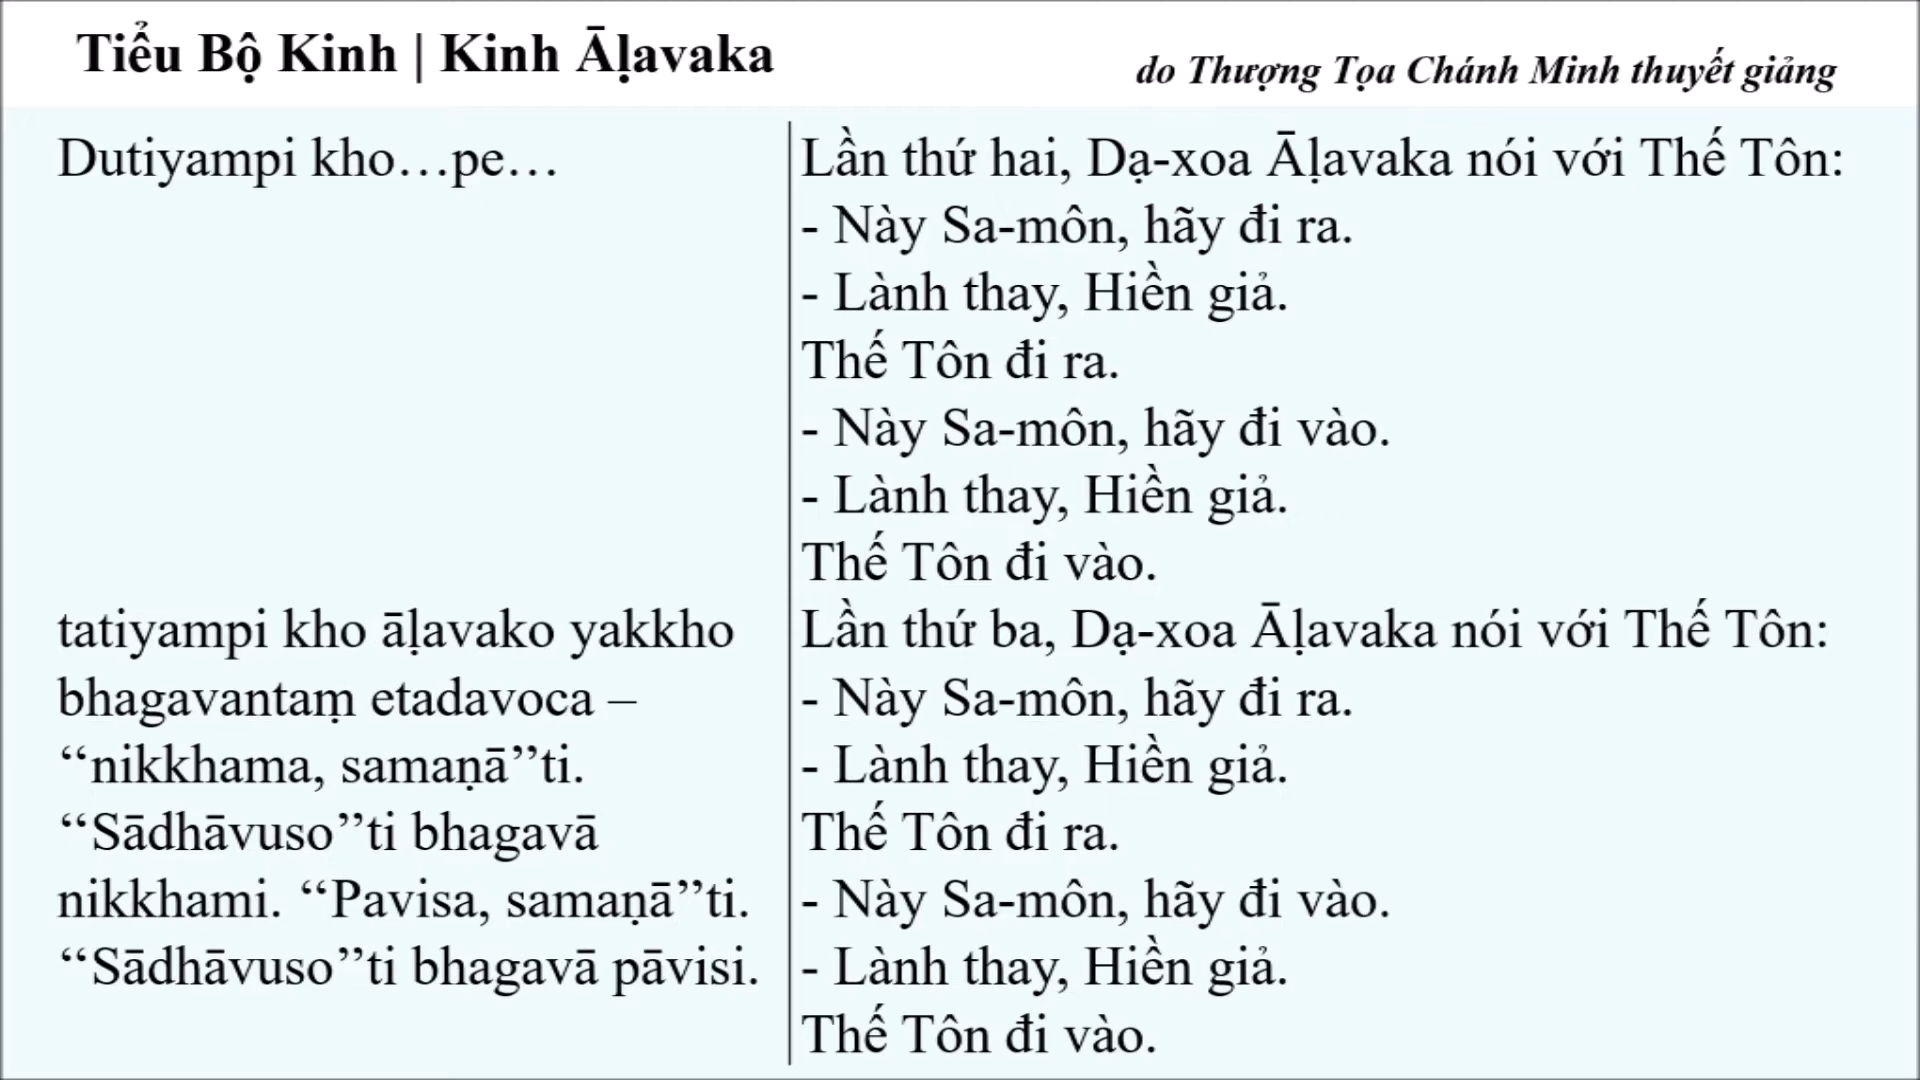 Tiểu Bộ Kinh | Kinh Āḷavaka
do Thượng Tọa Chánh Minh thuyết giảng
Dutiyampi kho…pe…
tatiyampi kho āḷavako yakkho
bhagavantaṃ etadavoca –
‘‘nikkhama, samaṇā’’ti.
‘‘Sādhāvuso’’ti bhagavā
nikkhami. ‘‘Pavisa, samaṇā’’ti.
‘‘Sādhāvuso’’ti bhagavā pāvisi.
Lần thứ hai, Dạ-xoa Āḷavaka nói với Thế Tôn:
- Này Sa-môn, hãy đi ra.
- Lành thay, Hiền giả.
Thế Tôn đi ra.
- Này Sa-môn, hãy đi vào.
- Lành thay, Hiền giả.
Thế Tôn đi vào.
Lần thứ ba, Dạ-xoa Āḷavaka nói với Thế Tôn:
- Này Sa-môn, hãy đi ra.
- Lành thay, Hiền giả.
Thế Tôn đi ra.
- Này Sa-môn, hãy đi vào.
- Lành thay, Hiền giả.
Thế Tôn đi vào.